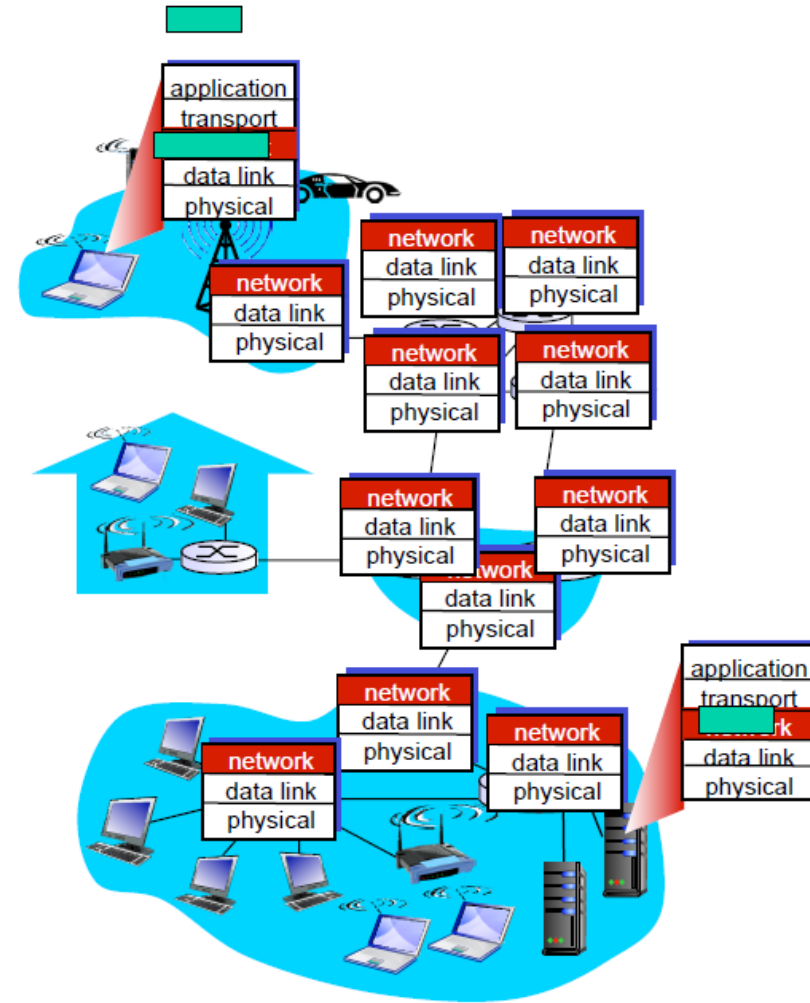 application
transport
data link
physical
network
data link
physical
network
data link
physical
network
data link
physical
network
data link
physical
network
data link
physical
network
data link
physical
network
data link
physical
network
data link
physical
application
transport
network
data link
physical
network
data link
physical
network
data link
physical
network
data link
physical